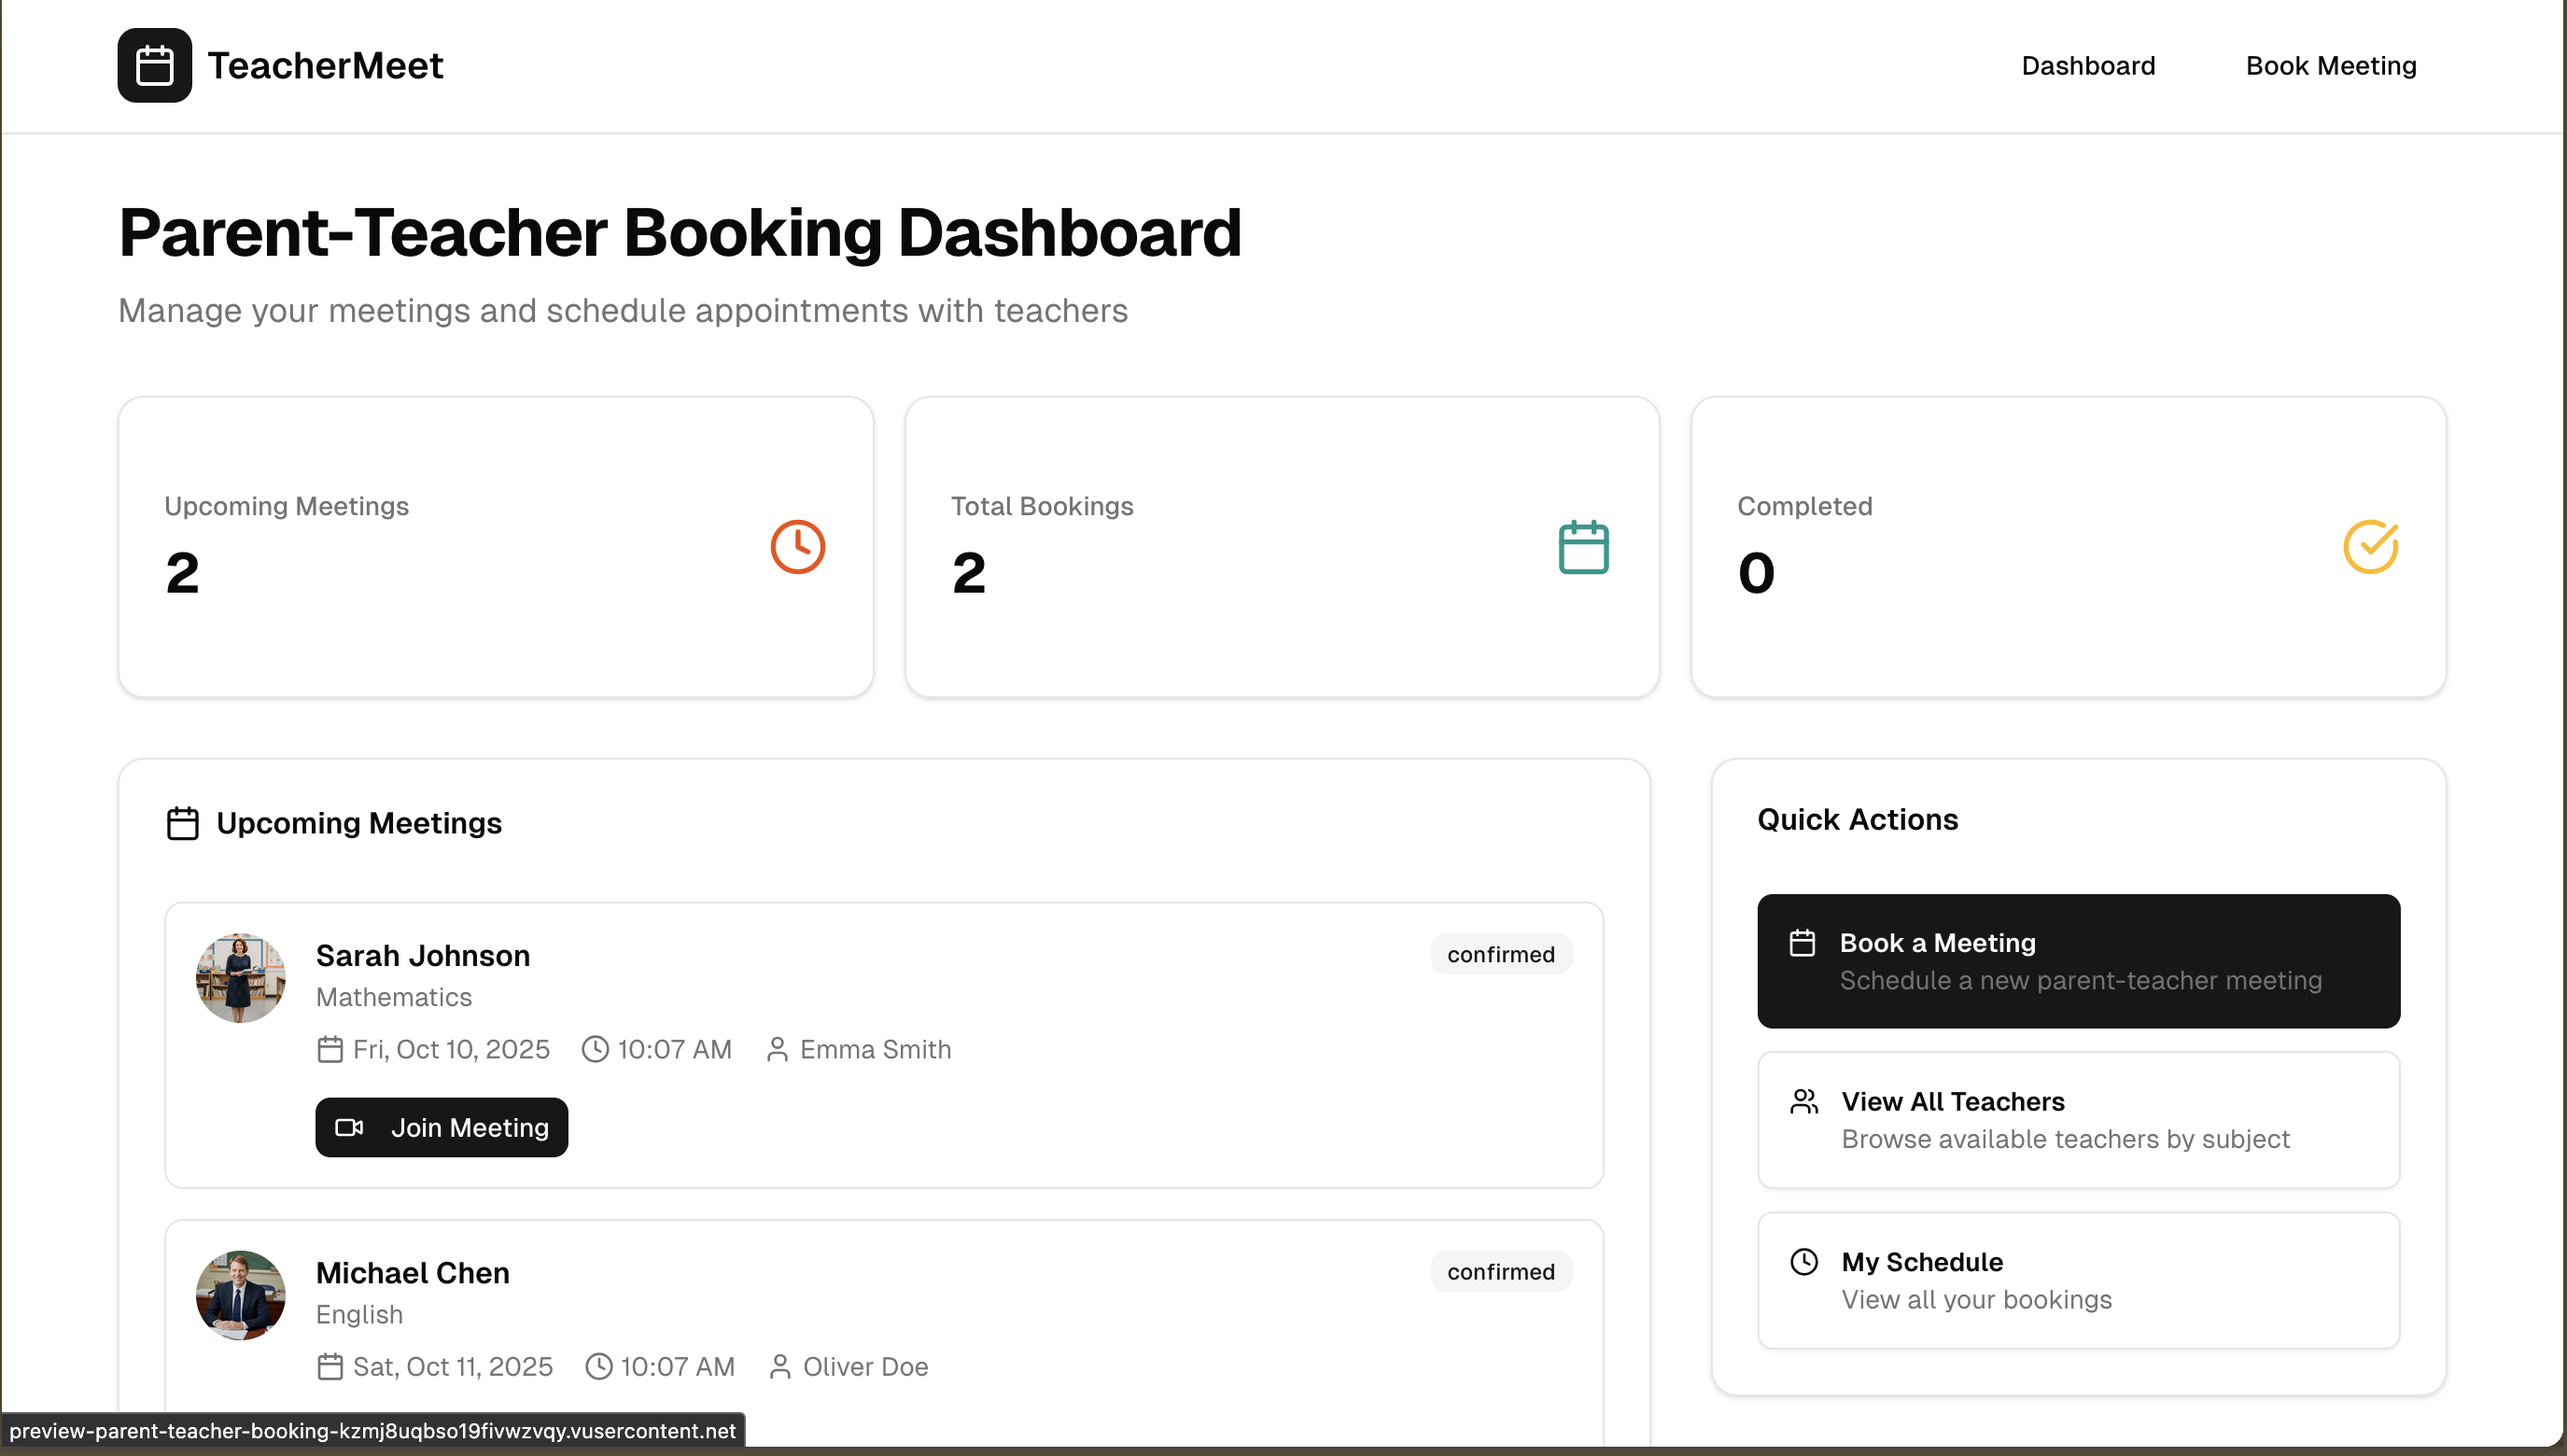 TeacherMeet
Dashboard
Book Meeting
Parent-Teacher Booking Dashboard
Manage your meetings and schedule appointments with teachers
Upcoming Meetings
2
Total Bookings
2
Completed
0
Upcoming Meetings
Sarah Johnson
confirmed
Mathematics
Fri, Oct 10, 2025 10:07 AM Emma Smith
Join Meeting
Michael Chen
confirmed
English
Sat, Oct 11, 2025 10:07 AM Oliver Doe
Quick Actions
Book a Meeting
Schedule a new parent-teacher meeting
View All Teachers
Browse available teachers by subject
My Schedule
View all your bookings
preview-parent-teacher-booking-kzmj8uqbso19fivwzvqy.vusercontent.net